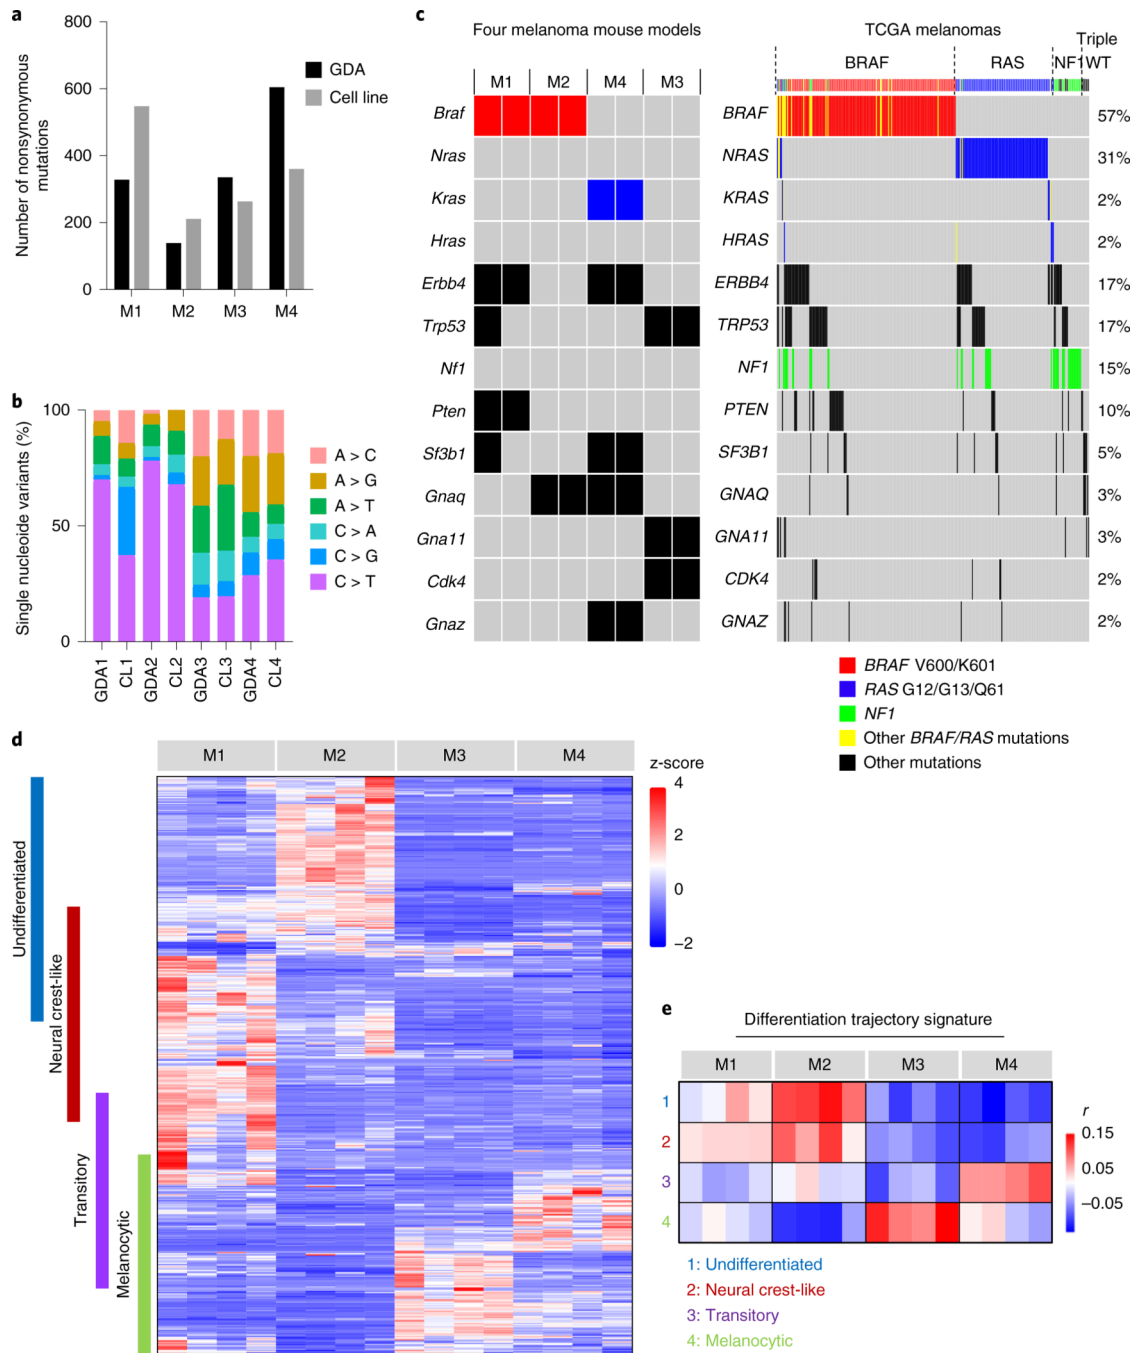 a
800
600
400
200
0
Number of nonsynonymous
mutations
GDA
Cell line
M1 M2 M3 M4
b
100
50
0
Single nucleoide variants (%)
GDA1 CL1 GDA2 CL2 GDA3 CL3 GDA4 CL4
A > C
A > G
A > T
C > A
C > G
C > T
c
Four melanoma mouse models
M1 M2 M4 M3
Braf
Nras
Kras
Hras
Erbb4
Trp53
Nf1
Pten
Sf3b1
Gnaq
Gna11
Cdk4
Gnaz
TCGA melanomas
BRAF RAS NF1 Triple
WT
BRAF 57%
NRAS 31%
KRAS 2%
HRAS 2%
ERBB4 17%
TRP53 17%
NF1 15%
PTEN 10%
SF3B1 5%
GNAQ 3%
GNA11 3%
CDK4 2%
GNAZ 2%
BRAF V600/K601
RAS G12/G13/Q61
NF1
Other BRAF/RAS mutations
Other mutations
d
M1 M2 M3 M4
Undifferentiated
Neural crest-like
Transitory
Melanocytic
z-score
4
2
0
−2
e
Differentiation trajectory signature
M1 M2 M3 M4
1
2
3
4
r
0.15
0.05
−0.05
1: Undifferentiated
2: Neural crest-like
3: Transitory
4: Melanocytic